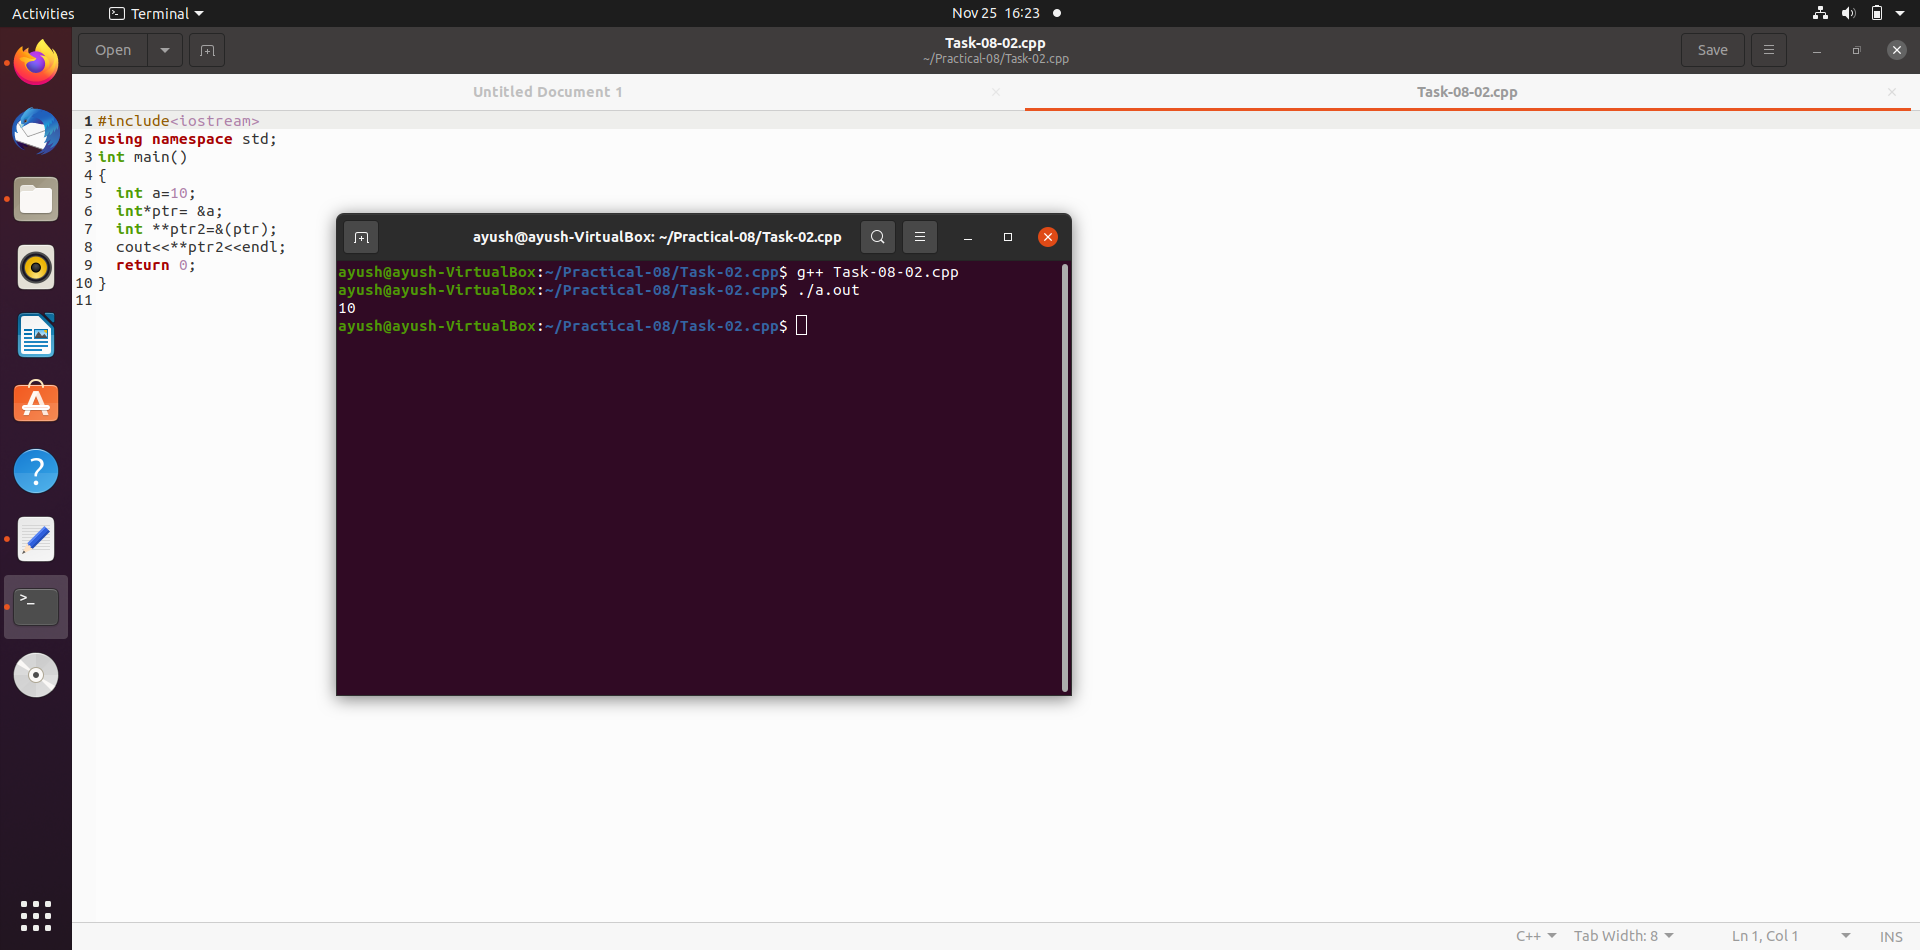 Activities
Terminal
Nov 25 16:23
Open
Task-08-02.cpp
~/Practical-08/Task-02.cpp
Save
Untitled Document 1
Task-08-02.cpp
1 #include<iostream>
2 using namespace std;
3 int main()
4 {
5 int a=10;
6 int*ptr= &a;
7 int **ptr2=&(ptr);
8 cout<<**ptr2<<endl;
9 return 0;
10 }
11
ayush@ayush-VirtualBox: ~/Practical-08/Task-02.cpp
ayush@ayush-VirtualBox:~/Practical-08/Task-02.cpp$ g++ Task-08-02.cpp
ayush@ayush-VirtualBox:~/Practical-08/Task-02.cpp$ ./a.out
10
ayush@ayush-VirtualBox:~/Practical-08/Task-02.cpp$
C++
Tab Width: 8
Ln 1, Col 1
INS